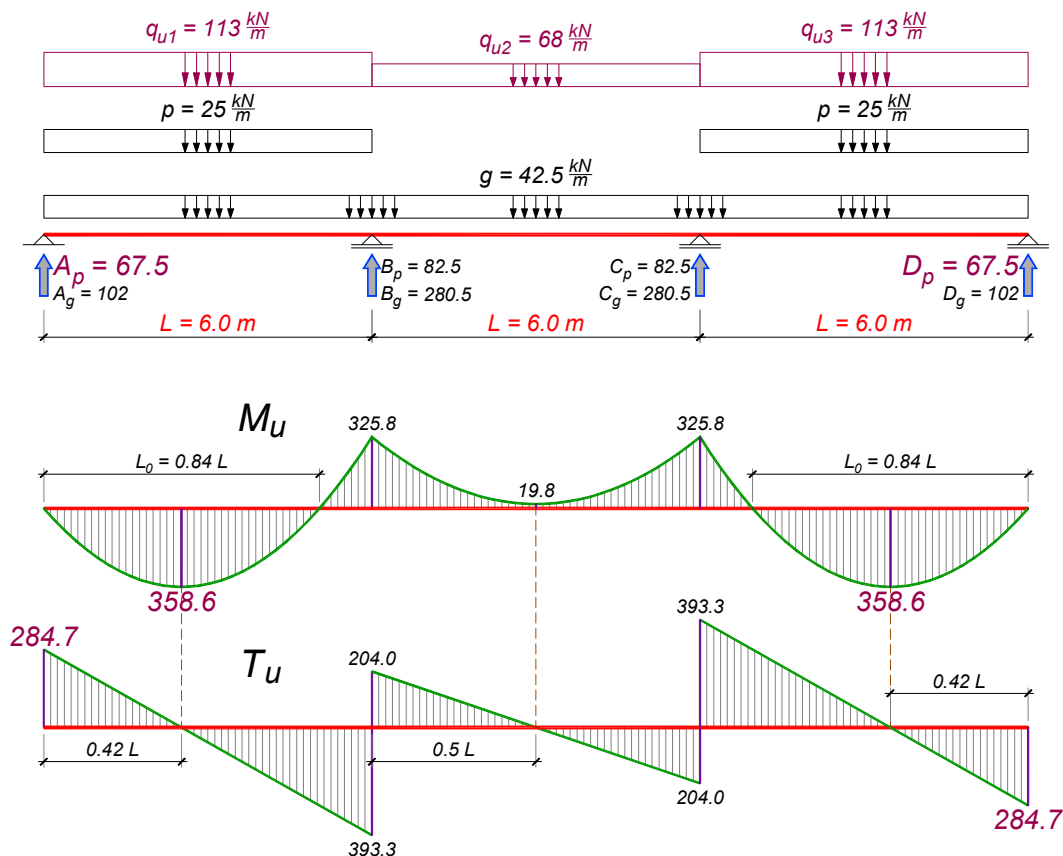 q_u1 = 113 kN/m
q_u2 = 68 kN/m
q_u3 = 113 kN/m
p = 25 kN/m
p = 25 kN/m
g = 42.5 kN/m
A_p = 67.5
A_g = 102
B_p = 82.5
B_g = 280.5
C_p = 82.5
C_g = 280.5
D_p = 67.5
D_g = 102
L = 6.0 m
L = 6.0 m
L = 6.0 m
M_u
325.8
325.8
L_0 = 0.84 L
19.8
L_0 = 0.84 L
358.6
358.6
284.7
T_u
204.0
393.3
0.42 L
0.42 L
0.5 L
204.0
284.7
393.3